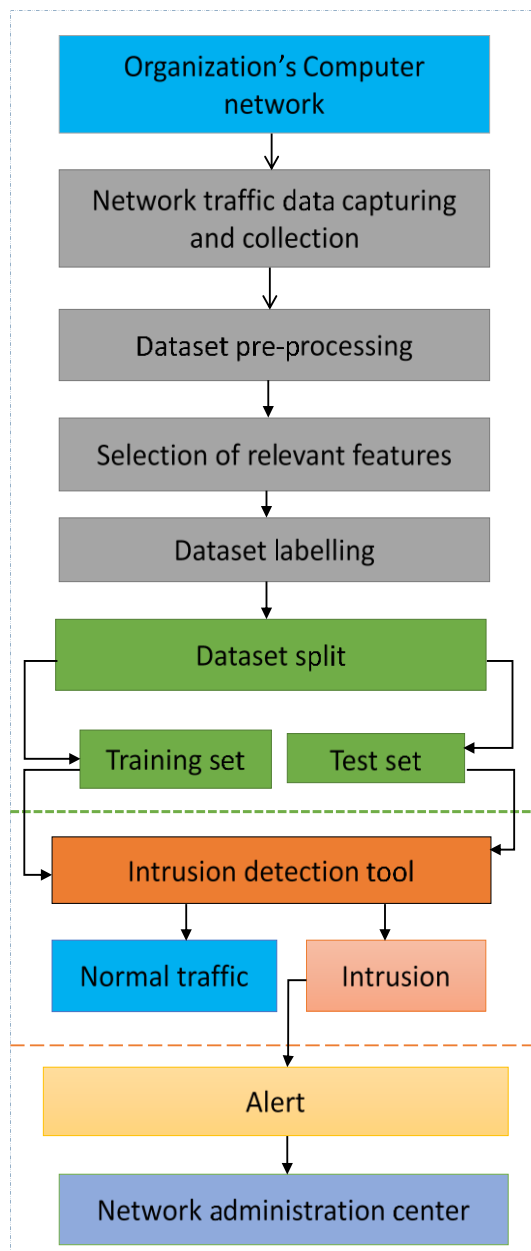 Organization’s Computer
network
Network traffic data capturing
and collection
Dataset pre-processing
Selection of relevant features
Dataset labelling
Dataset split
Training set
Test set
Intrusion detection tool
Normal traffic
Intrusion
Alert
Network administration center